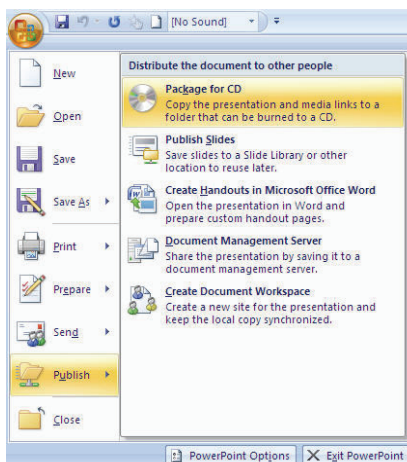 [No Sound]
New
Open
Save
Save As
Print
Prepare
Send
Publish
Close
Distribute the document to other people
Package for CD
Copy the presentation and media links to a
folder that can be burned to a CD.
Publish Slides
Save slides to a Slide Library or other
location to reuse later.
Create Handouts in Microsoft Office Word
Open the presentation in Word and
prepare custom handout pages.
Document Management Server
Share the presentation by saving it to a
document management server.
Create Document Workspace
Create a new site for the presentation and
keep the local copy synchronized.
PowerPoint Options
Exit PowerPoint